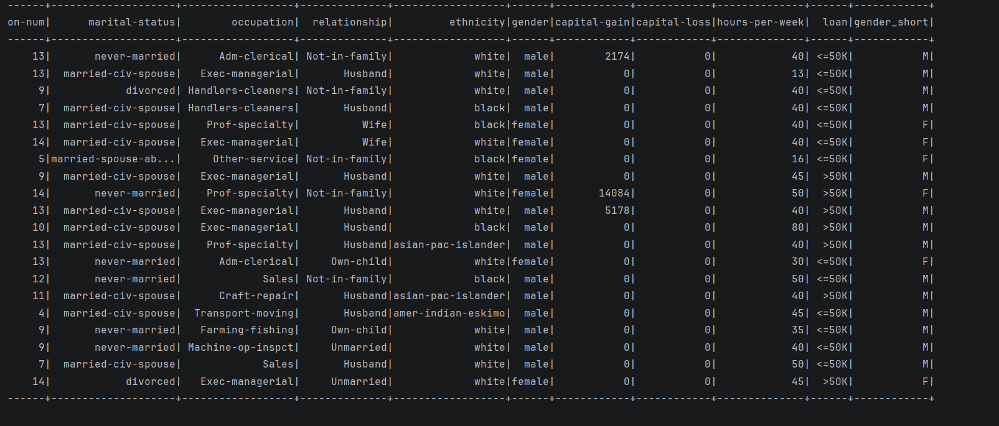 ------+--------------------+------------------+--------------+------------------+------+------------+------------+--------------+------+------------+
on-num|      marital-status|        occupation|  relationship|         ethnicity|gender|capital-gain|capital-loss|hours-per-week|  loan|gender_short|
------+--------------------+------------------+--------------+------------------+------+------------+------------+--------------+------+------------+
    13|       never-married|      Adm-clerical| Not-in-family|             white|  male|        2174|           0|            40| <=50K|           M|
    13|  married-civ-spouse|   Exec-managerial|       Husband|             white|  male|           0|           0|            13| <=50K|           M|
     9|            divorced| Handlers-cleaners| Not-in-family|             white|  male|           0|           0|            40| <=50K|           M|
     7|  married-civ-spouse| Handlers-cleaners|       Husband|             black|  male|           0|           0|            40| <=50K|           M|
    13|  married-civ-spouse|    Prof-specialty|          Wife|             black|female|           0|           0|            40| <=50K|           F|
    14|  married-civ-spouse|   Exec-managerial|          Wife|             white|female|           0|           0|            40| <=50K|           F|
     5|married-spouse-ab...|     Other-service| Not-in-family|             black|female|           0|           0|            16| <=50K|           F|
     9|  married-civ-spouse|   Exec-managerial|       Husband|             white|  male|           0|           0|            45|  >50K|           M|
    14|       never-married|    Prof-specialty| Not-in-family|             white|female|       14084|           0|            50|  >50K|           F|
    13|  married-civ-spouse|   Exec-managerial|       Husband|             white|  male|        5178|           0|            40|  >50K|           M|
    10|  married-civ-spouse|   Exec-managerial|       Husband|             black|  male|           0|           0|            80|  >50K|           M|
    13|  married-civ-spouse|    Prof-specialty|       Husband|asian-pac-islander|  male|           0|           0|            40|  >50K|           M|
    13|       never-married|      Adm-clerical|     Own-child|             white|female|           0|           0|            30| <=50K|           F|
    12|       never-married|             Sales| Not-in-family|             black|  male|           0|           0|            50| <=50K|           M|
    11|  married-civ-spouse|      Craft-repair|       Husband|asian-pac-islander|  male|           0|           0|            40|  >50K|           M|
     4|  married-civ-spouse|  Transport-moving|       Husband|amer-indian-eskimo|  male|           0|           0|            45| <=50K|           M|
     9|       never-married|   Farming-fishing|     Own-child|             white|  male|           0|           0|            35| <=50K|           M|
     9|       never-married| Machine-op-inspct|     Unmarried|             white|  male|           0|           0|            40| <=50K|           M|
     7|  married-civ-spouse|             Sales|       Husband|             white|  male|           0|           0|            50| <=50K|           M|
    14|            divorced|   Exec-managerial|     Unmarried|             white|female|           0|           0|            45|  >50K|           F|
------+--------------------+------------------+--------------+------------------+------+------------+------------+--------------+------+------------+